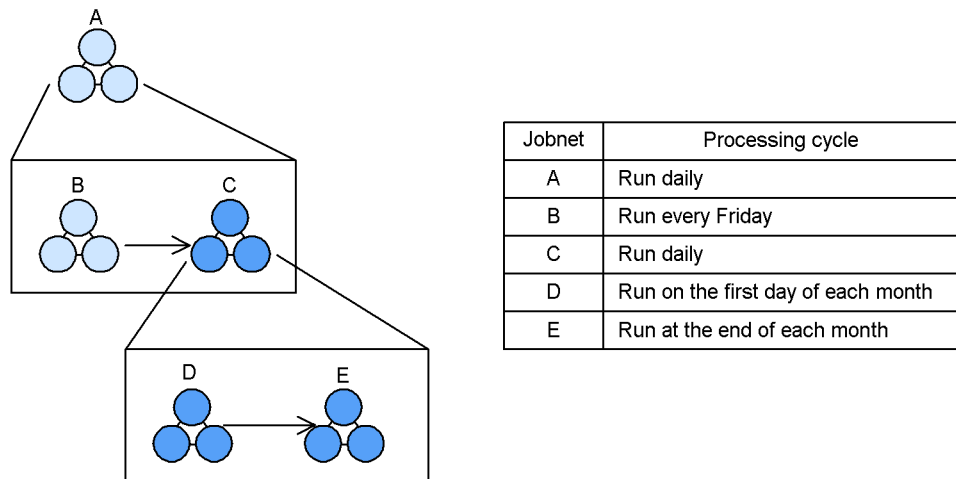 A
B
C
D
E
Jobnet Processing cycle
A Run daily
B Run every Friday
C Run daily
D Run on the first day of each month
E Run at the end of each month